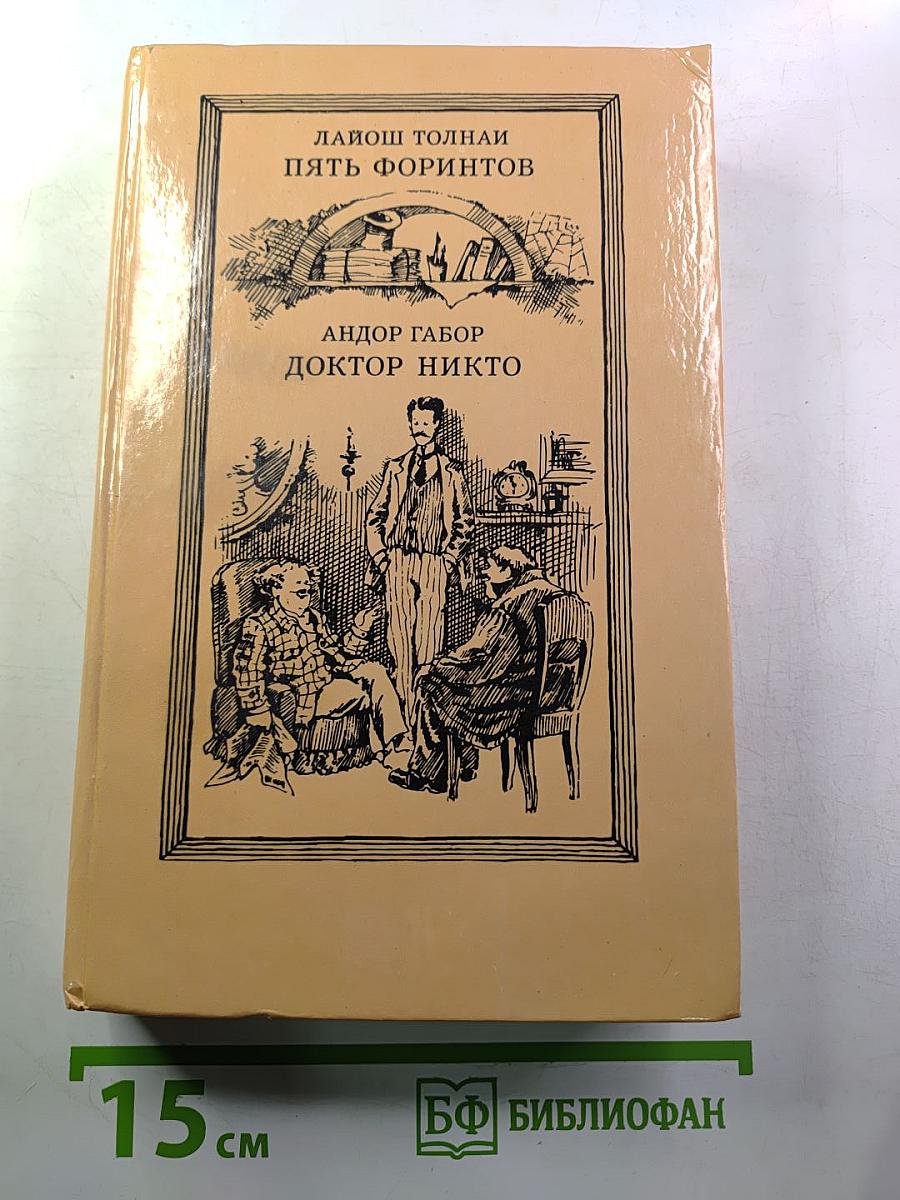 ЛАЙОШ ТОЛНАИ
ПЯТЬ ФОРИНТОВ
АНДОР ГАБОР
ДОКТОР НИКТО
15 см
БФ БИБЛИОФАН